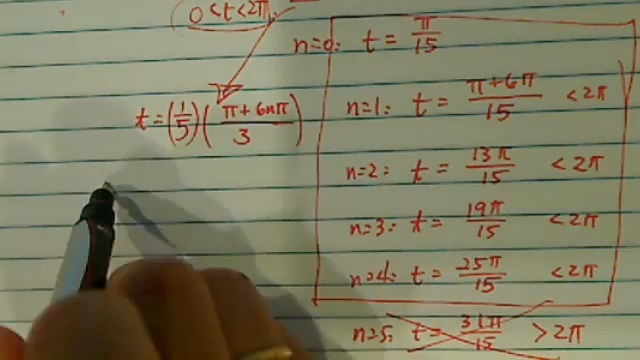 0 < t < 2π.
n=0: t = π/15
t = (1/5)( (π+6nπ)/3 )
n=1: t = (π+6π)/15 < 2π
n=2: t = 13π/15 < 2π
n=3: t = 19π/15 < 2π
n=4: t = 25π/15 < 2π
n=5: t = 31π/15 > 2π